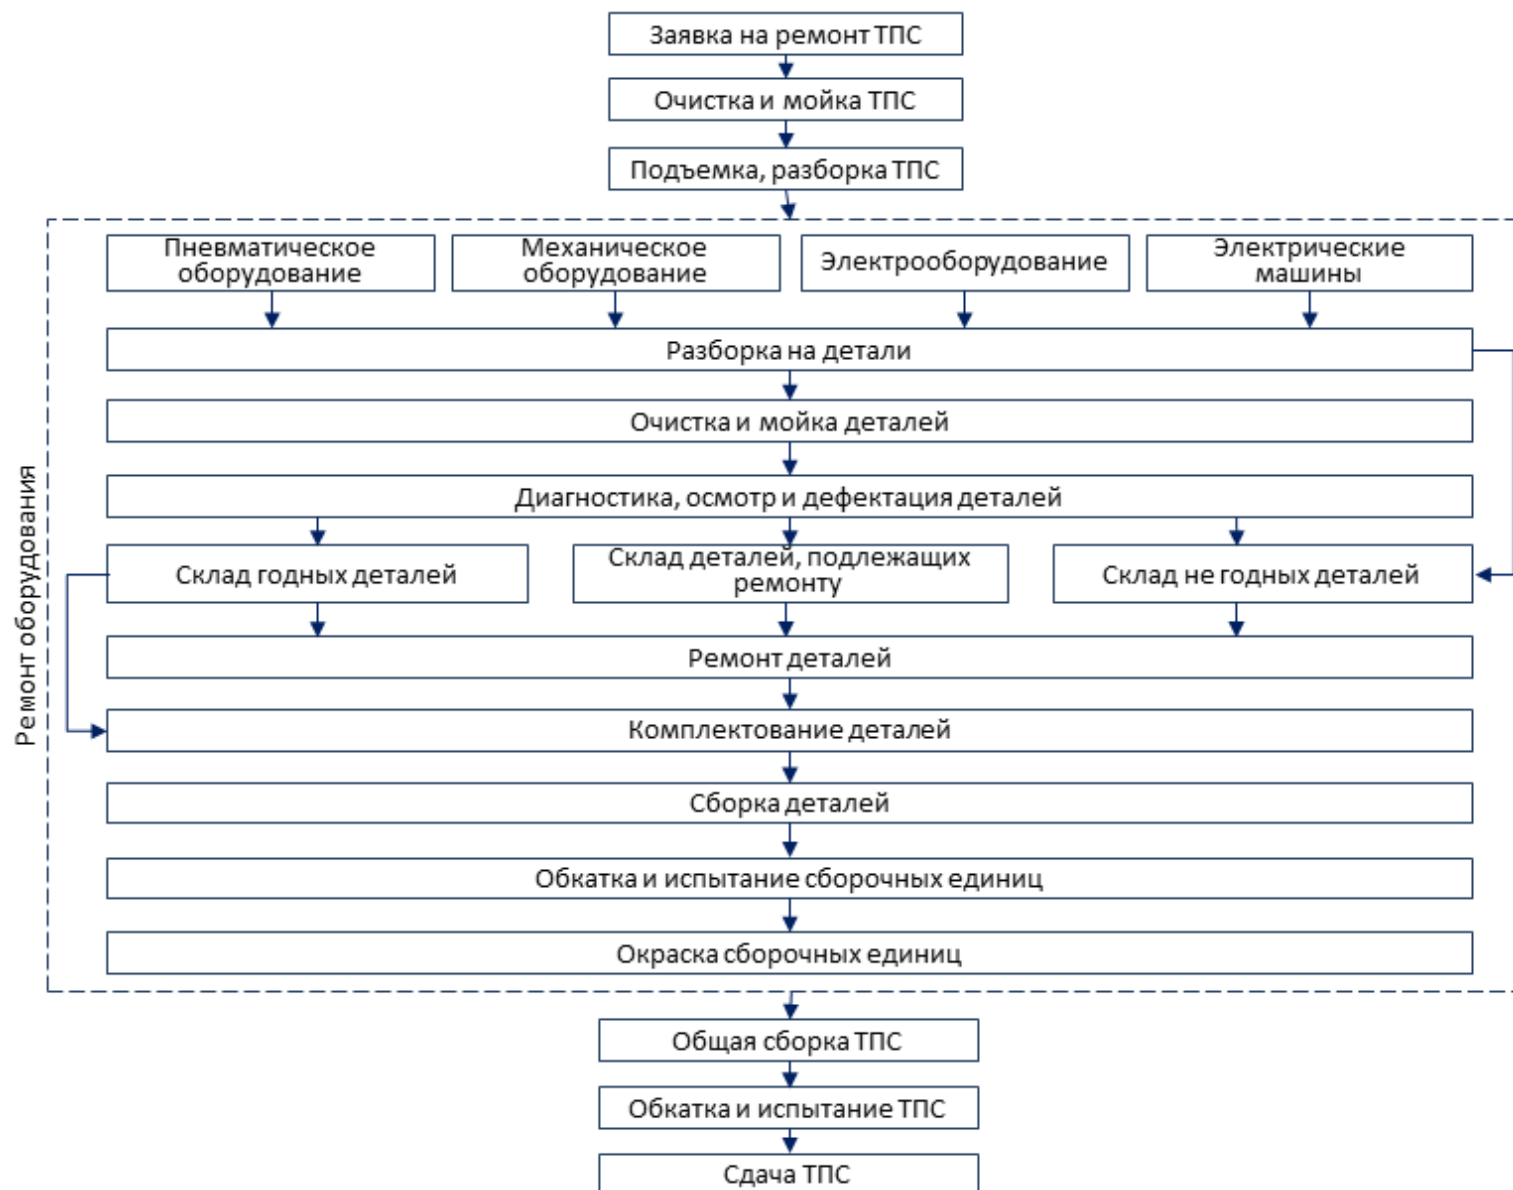 Заявка на ремонт ТПС
Очистка и мойка ТПС
Подъемка, разборка ТПС
Пневматическое
оборудование
Механическое
оборудование
Электрооборудование
Электрические
машины
Разборка на детали
Очистка и мойка деталей
Диагностика, осмотр и дефектация деталей
Склад годных деталей
Склад деталей, подлежащих
ремонту
Склад не годных деталей
Ремонт деталей
Комплектование деталей
Сборка деталей
Обкатка и испытание сборочных единиц
Окраска сборочных единиц
Ремонт оборудования
Общая сборка ТПС
Обкатка и испытание ТПС
Сдача ТПС